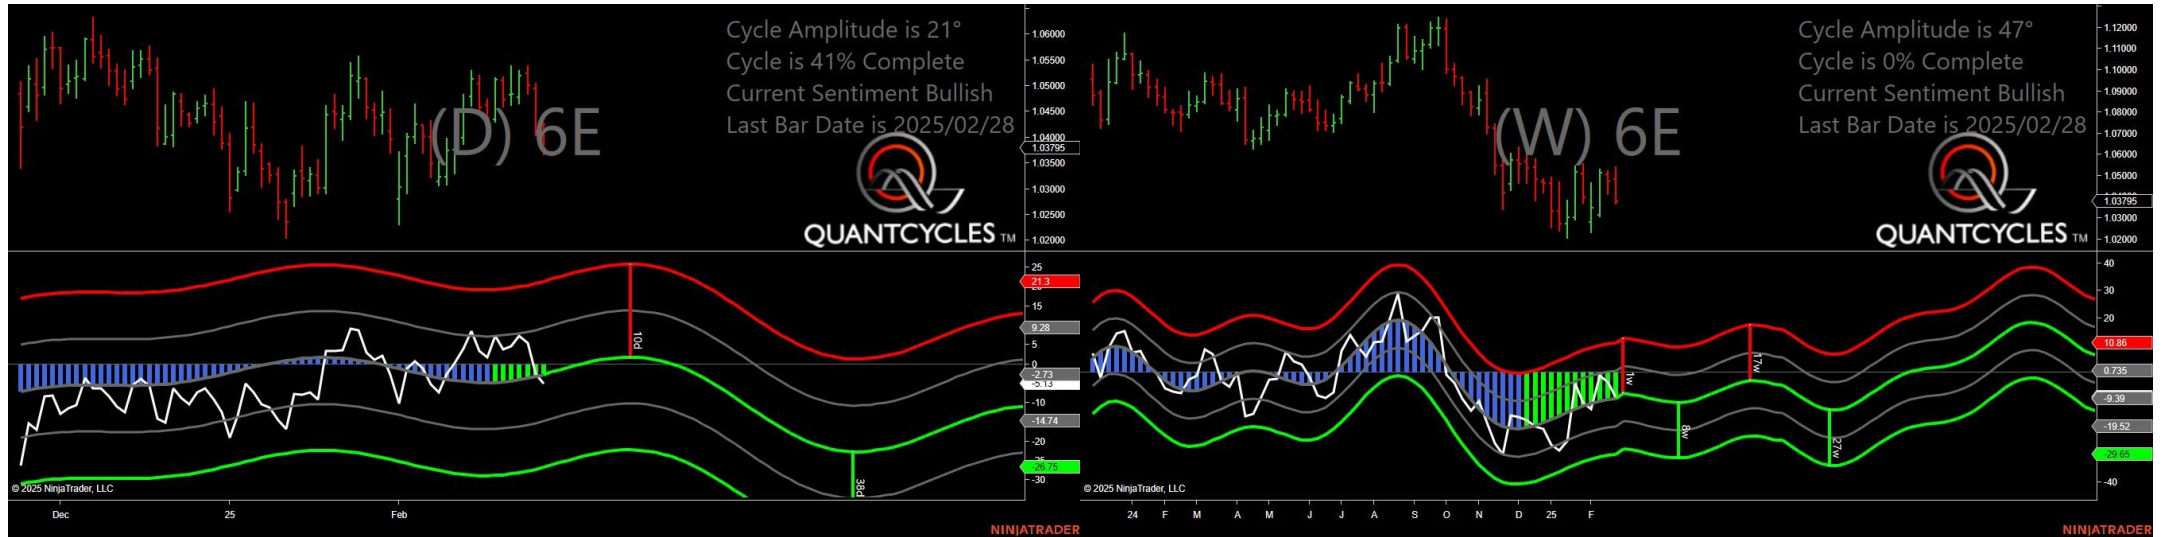 Cycle Amplitude is 21°
Cycle is 41% Complete
Current Sentiment Bullish
Last Bar Date is 2025/02/28
(D) 6E
QUANTCYCLES TM
1.06000
1.05500
1.05000
1.04500
1.04000
1.03795
1.03500
1.03000
1.02500
1.02000
25
21.3
15
9.28
5
0
-2.73
-5.13
-10
-14.74
-20
-26.75
-30
10d
38d
© 2025 NinjaTrader, LLC
Dec
25
Feb
NINJATRADER
Cycle Amplitude is 47°
Cycle is 0% Complete
Current Sentiment Bullish
Last Bar Date is 2025/02/28
(W) 6E
QUANTCYCLES TM
1.12000
1.11000
1.10000
1.09000
1.08000
1.07000
1.06000
1.05000
1.03795
1.03000
1.02000
40
30
20
10.86
0.735
-9.39
-19.52
-29.65
-40
1w
17w
8w
27w
© 2025 NinjaTrader, LLC
24
F
M
A
M
J
J
A
S
O
N
D
25
F
NINJATRADER